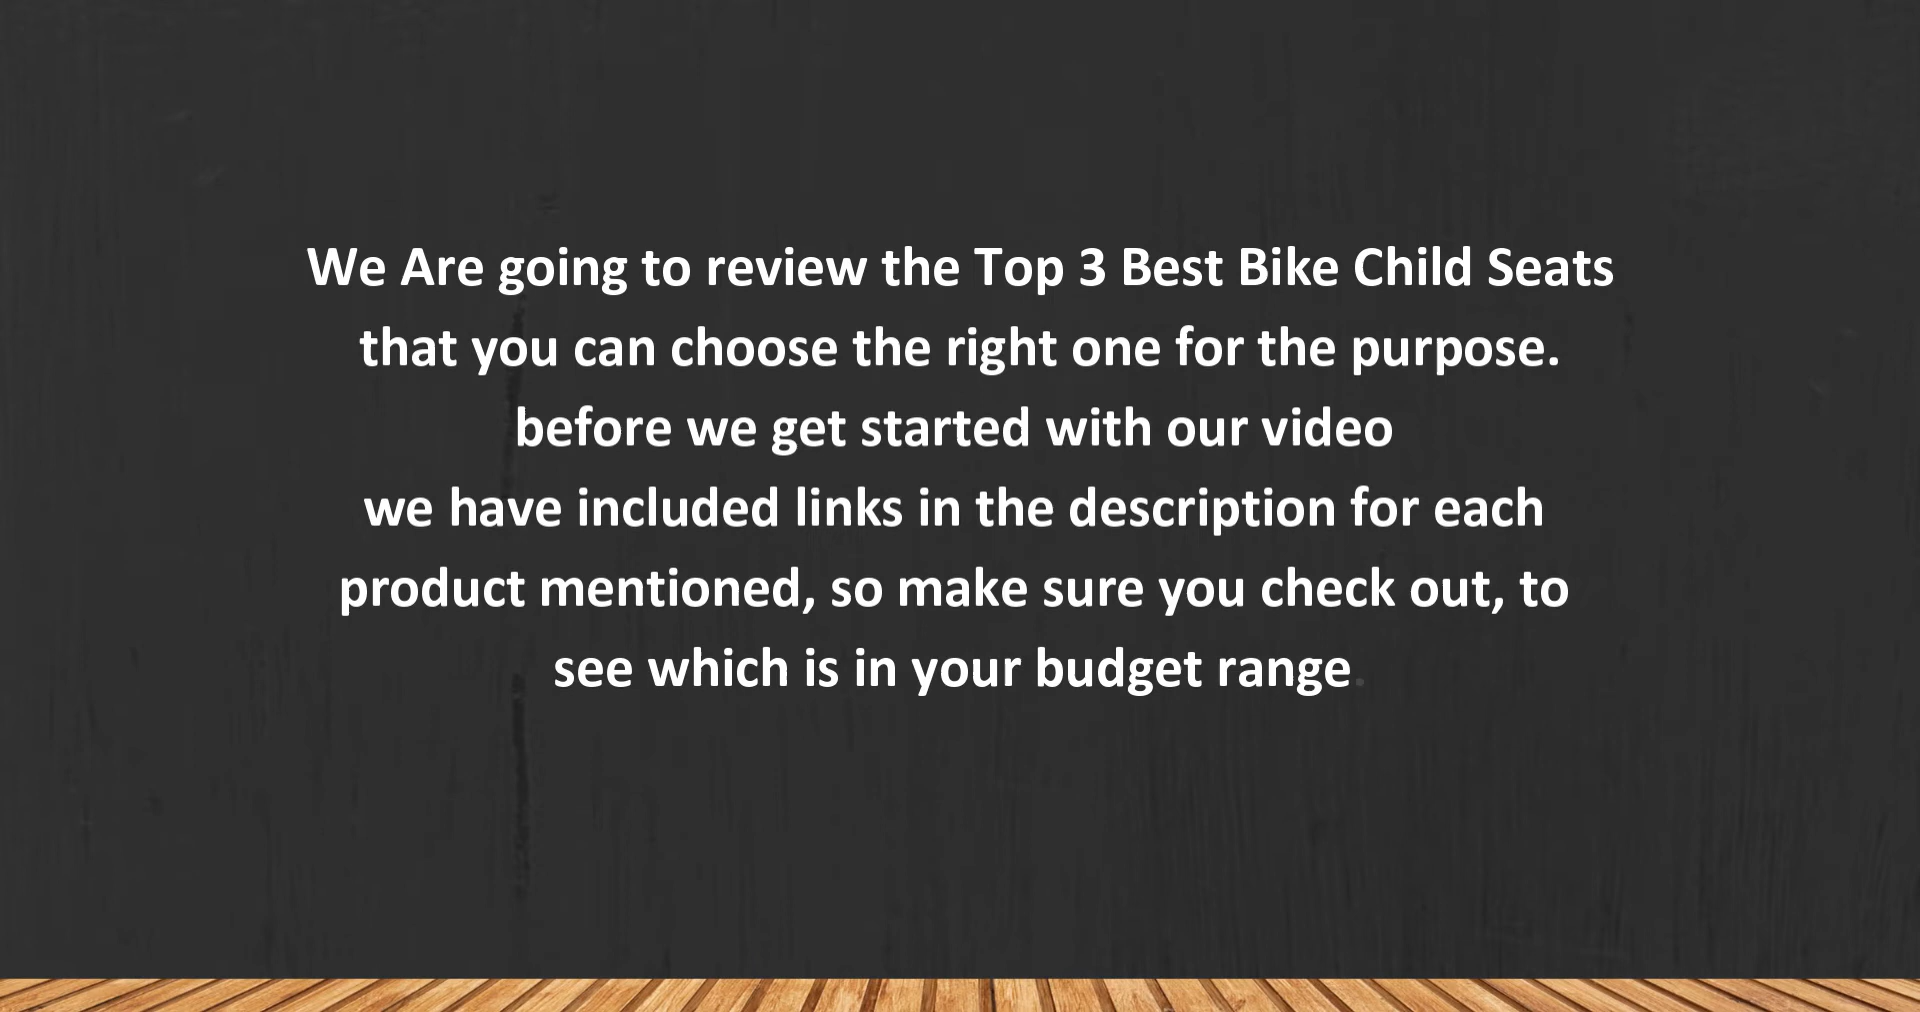 We Are going to review the Top 3 Best Bike Child Seats
that you can choose the right one for the purpose.
before we get started with our video
we have included links in the description for each
product mentioned, so make sure you check out, to
see which is in your budget range.